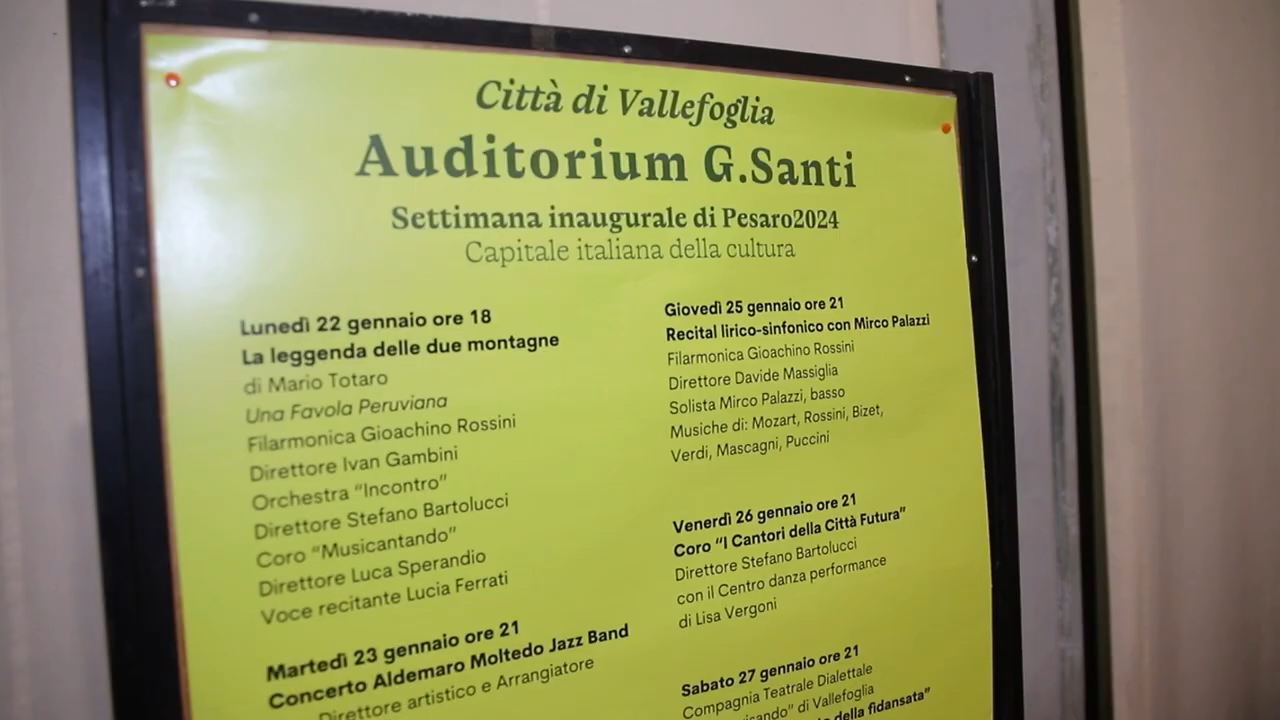 Città di Vallefoglia
Auditorium G.Santi
Settimana inaugurale di Pesaro2024
Capitale italiana della cultura
Lunedì 22 gennaio ore 18
La leggenda delle due montagne
di Mario Totaro
Una Favola Peruviana
Filarmonica Gioachino Rossini
Direttore Ivan Gambini
Orchestra “Incontro”
Direttore Stefano Bartolucci
Coro “Musicantando”
Direttore Luca Sperandio
Voce recitante Lucia Ferrati
Martedì 23 gennaio ore 21
Concerto Aldemaro Moltedo Jazz Band
Direttore artistico e Arrangiatore
Giovedì 25 gennaio ore 21
Recital lirico-sinfonico con Mirco Palazzi
Filarmonica Gioachino Rossini
Direttore Davide Massiglia
Solista Mirco Palazzi, basso
Musiche di: Mozart, Rossini, Bizet,
Verdi, Mascagni, Puccini
Venerdì 26 gennaio ore 21
Coro “I Cantori della Città Futura”
Direttore Stefano Bartolucci
con il Centro danza performance
di Lisa Vergoni
Sabato 27 gennaio ore 21
Compagnia Teatrale Dialettale
di Vallefoglia
della fidansata”